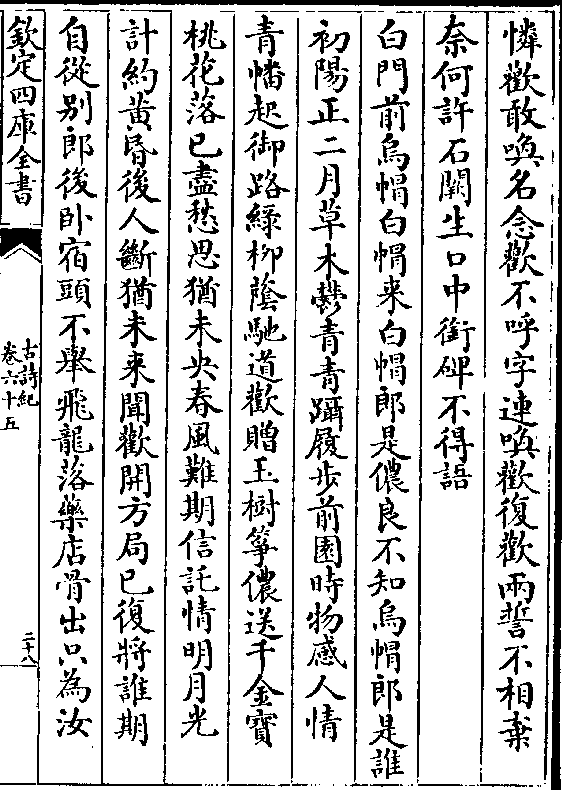 憐歡敢喚名念歡不呼字連喚歡復歡兩誓不相棄
奈何許石闕生口中銜碑不得語
白門前烏帽白帽来白帽郎是儂良不知烏帽郎是誰
初陽正二月草木鬱青青躡履步前園時物感人情
青幡起御路綠柳蔭馳道歡贈玉樹箏儂送千金寳
桃花落已盡愁思猶未央春風難期信託情明月光
計約黄昏後人斷猶未来聞歡開方局已復將誰期
自從别郎後卧宿頭不舉飛龍落藥店骨出只為汝
欽定四庫全書
古詩紀
卷六十五
二十八